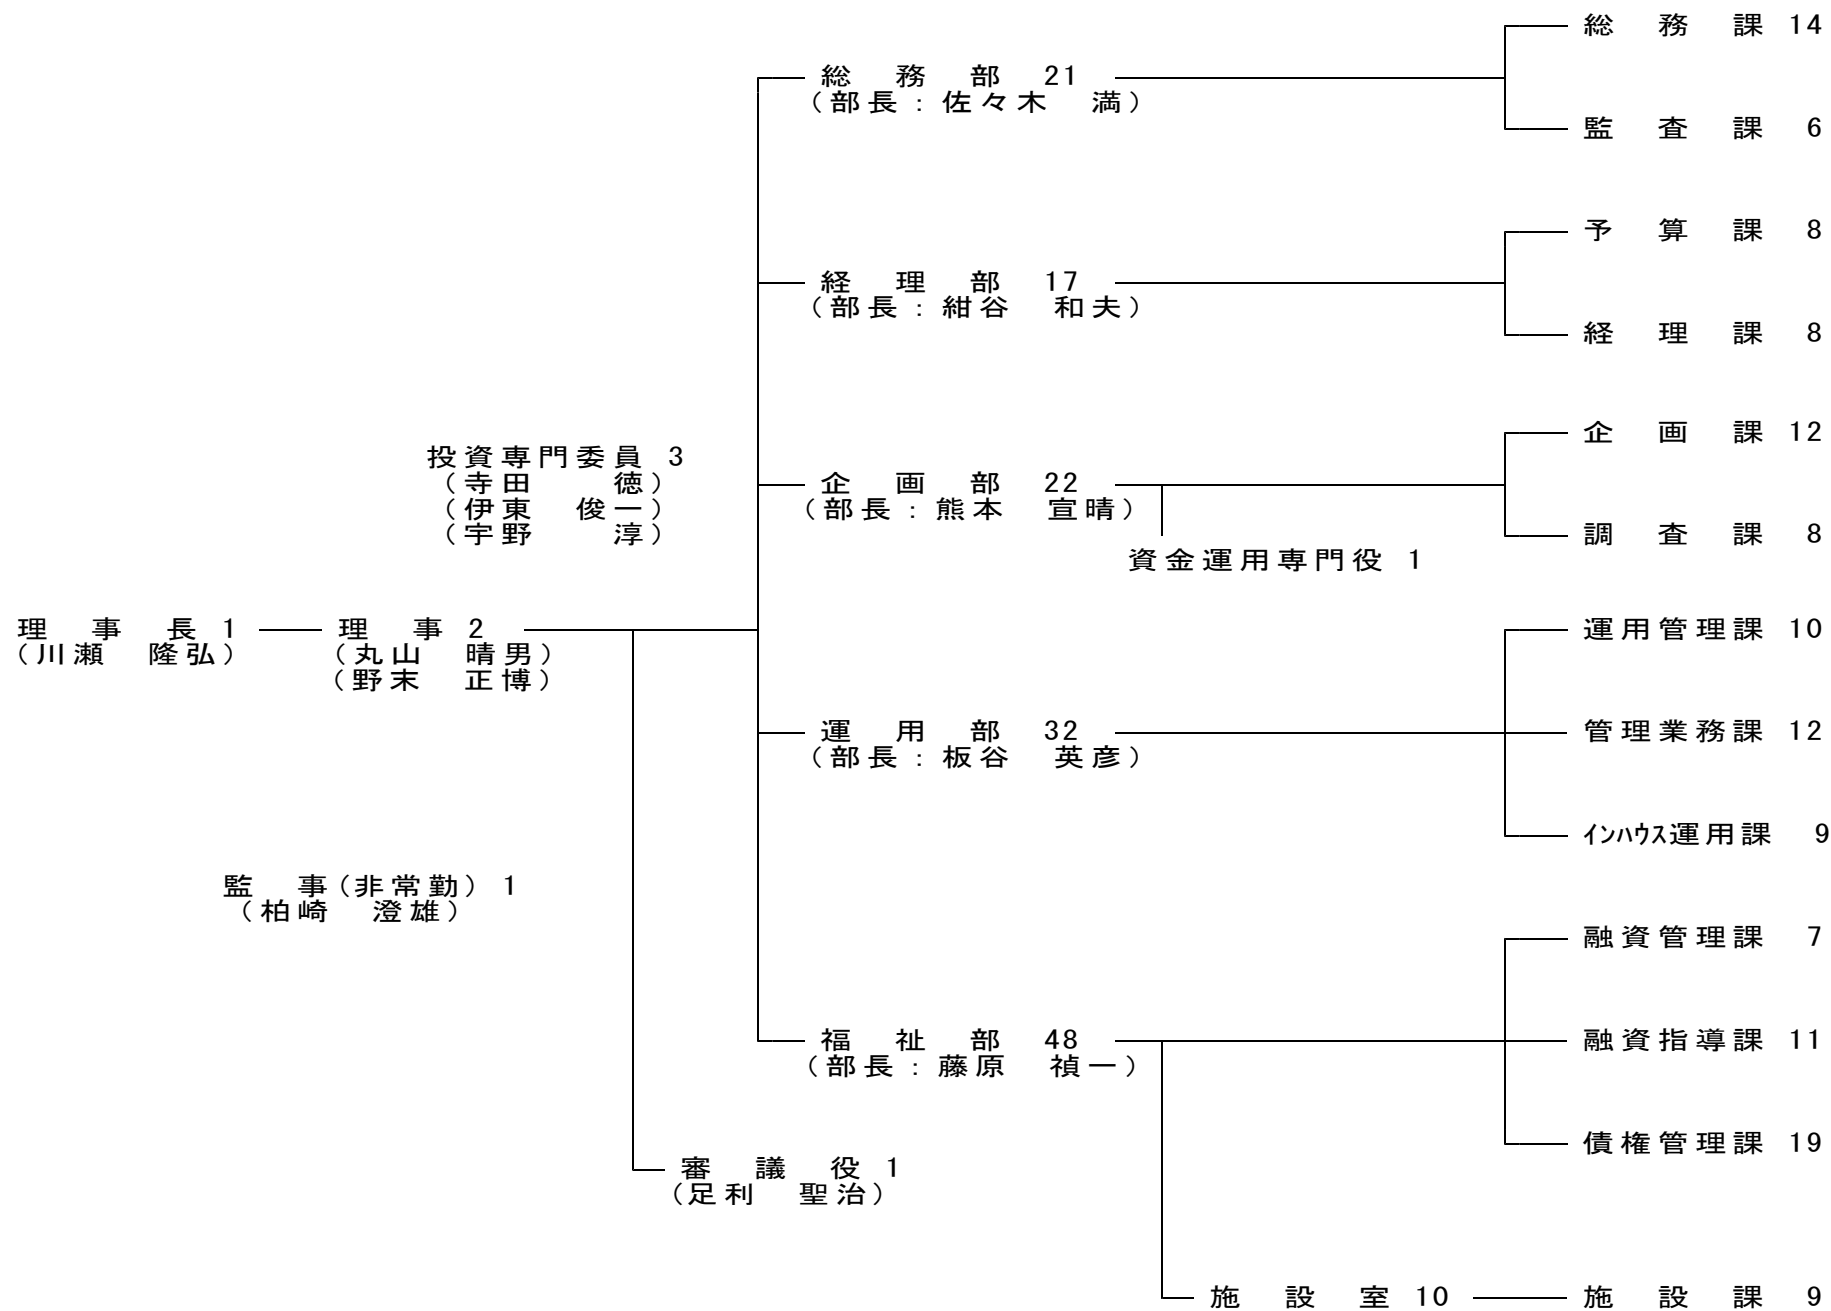 総務課 14
総務部 21
(部長:佐々木 満)
監査課 6
予算課 8
経理部 17
(部長:紺谷 和夫)
経理課 8
企画課 12
投資専門委員 3
(寺田 徳)
(伊東 俊一)
(宇野 淳)
企画部 22
(部長:熊本 宣晴)
調査課 8
資金運用専門役 1
理事長 1
(川瀬 隆弘)
理事 2
(丸山 晴男)
(野末 正博)
運用管理課 10
運用部 32
(部長:板谷 英彦)
管理業務課 12
インハウス運用課 9
監事(非常勤) 1
(柏崎 澄雄)
融資管理課 7
福祉部 48
(部長:藤原 禎一)
融資指導課 11
債権管理課 19
審議役 1
(足利 聖治)
施設室 10
施設課 9